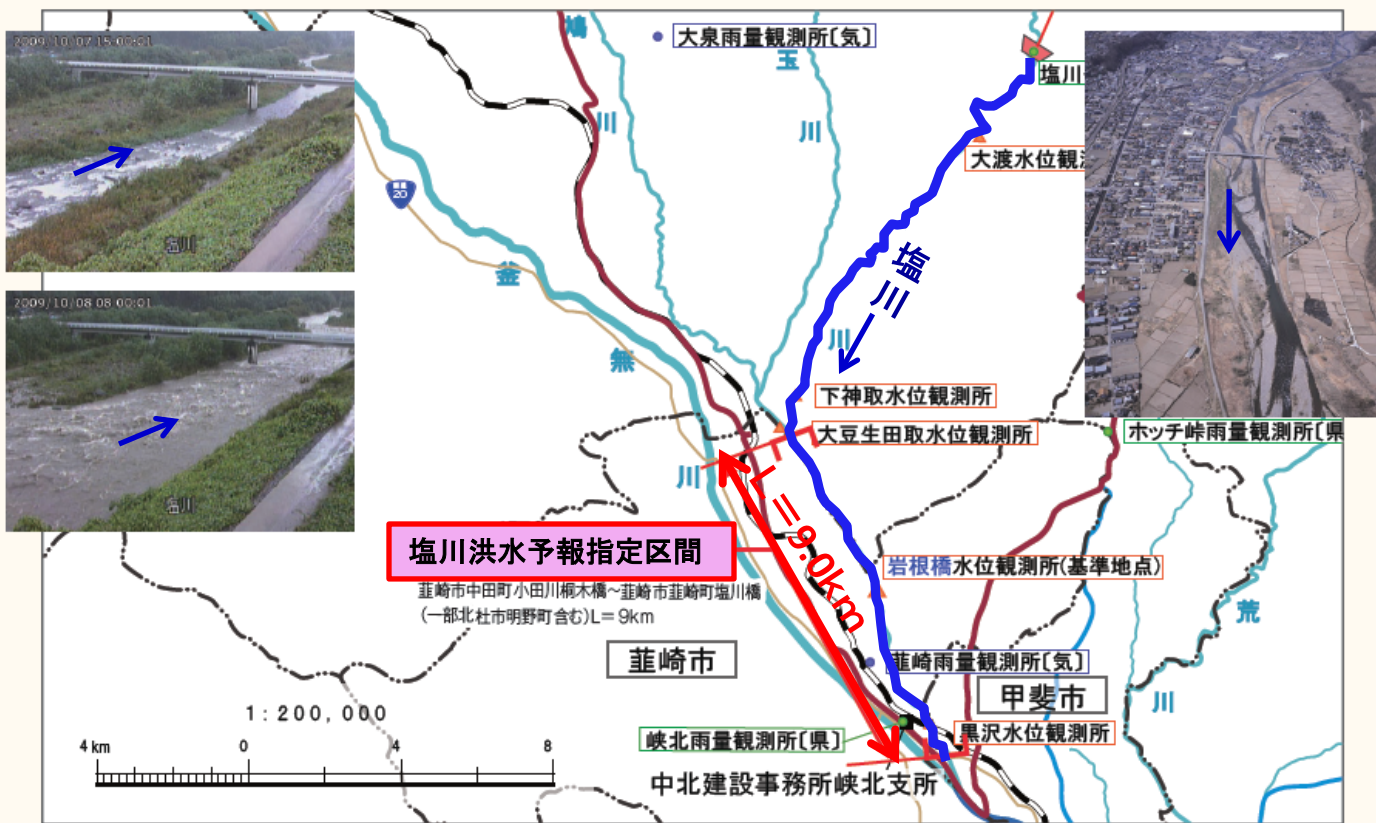 2009/10/07 15:00:01
塩川
2009/10/08 08:00:01
塩川
鳩
川
大泉雨量観測所〔気〕
玉
川
塩川
大渡水位観
国道
20
釜
無
川
塩川
川
下神取水位観測所
大豆生田取水位観測所
ホッチ峠雨量観測所〔県
L=9.0km
塩川洪水予報指定区間
韮崎市中田町小田川桐木橋~韮崎市韮崎町塩川橋
(一部北杜市明野町含む)L=9km
岩根橋水位観測所(基準地点)
荒
川
韮崎市
韮崎雨量観測所〔気〕
甲斐市
1:200,000
4km 0 4 8
峡北雨量観測所〔県〕
黒沢水位観測所
中北建設事務所峡北支所